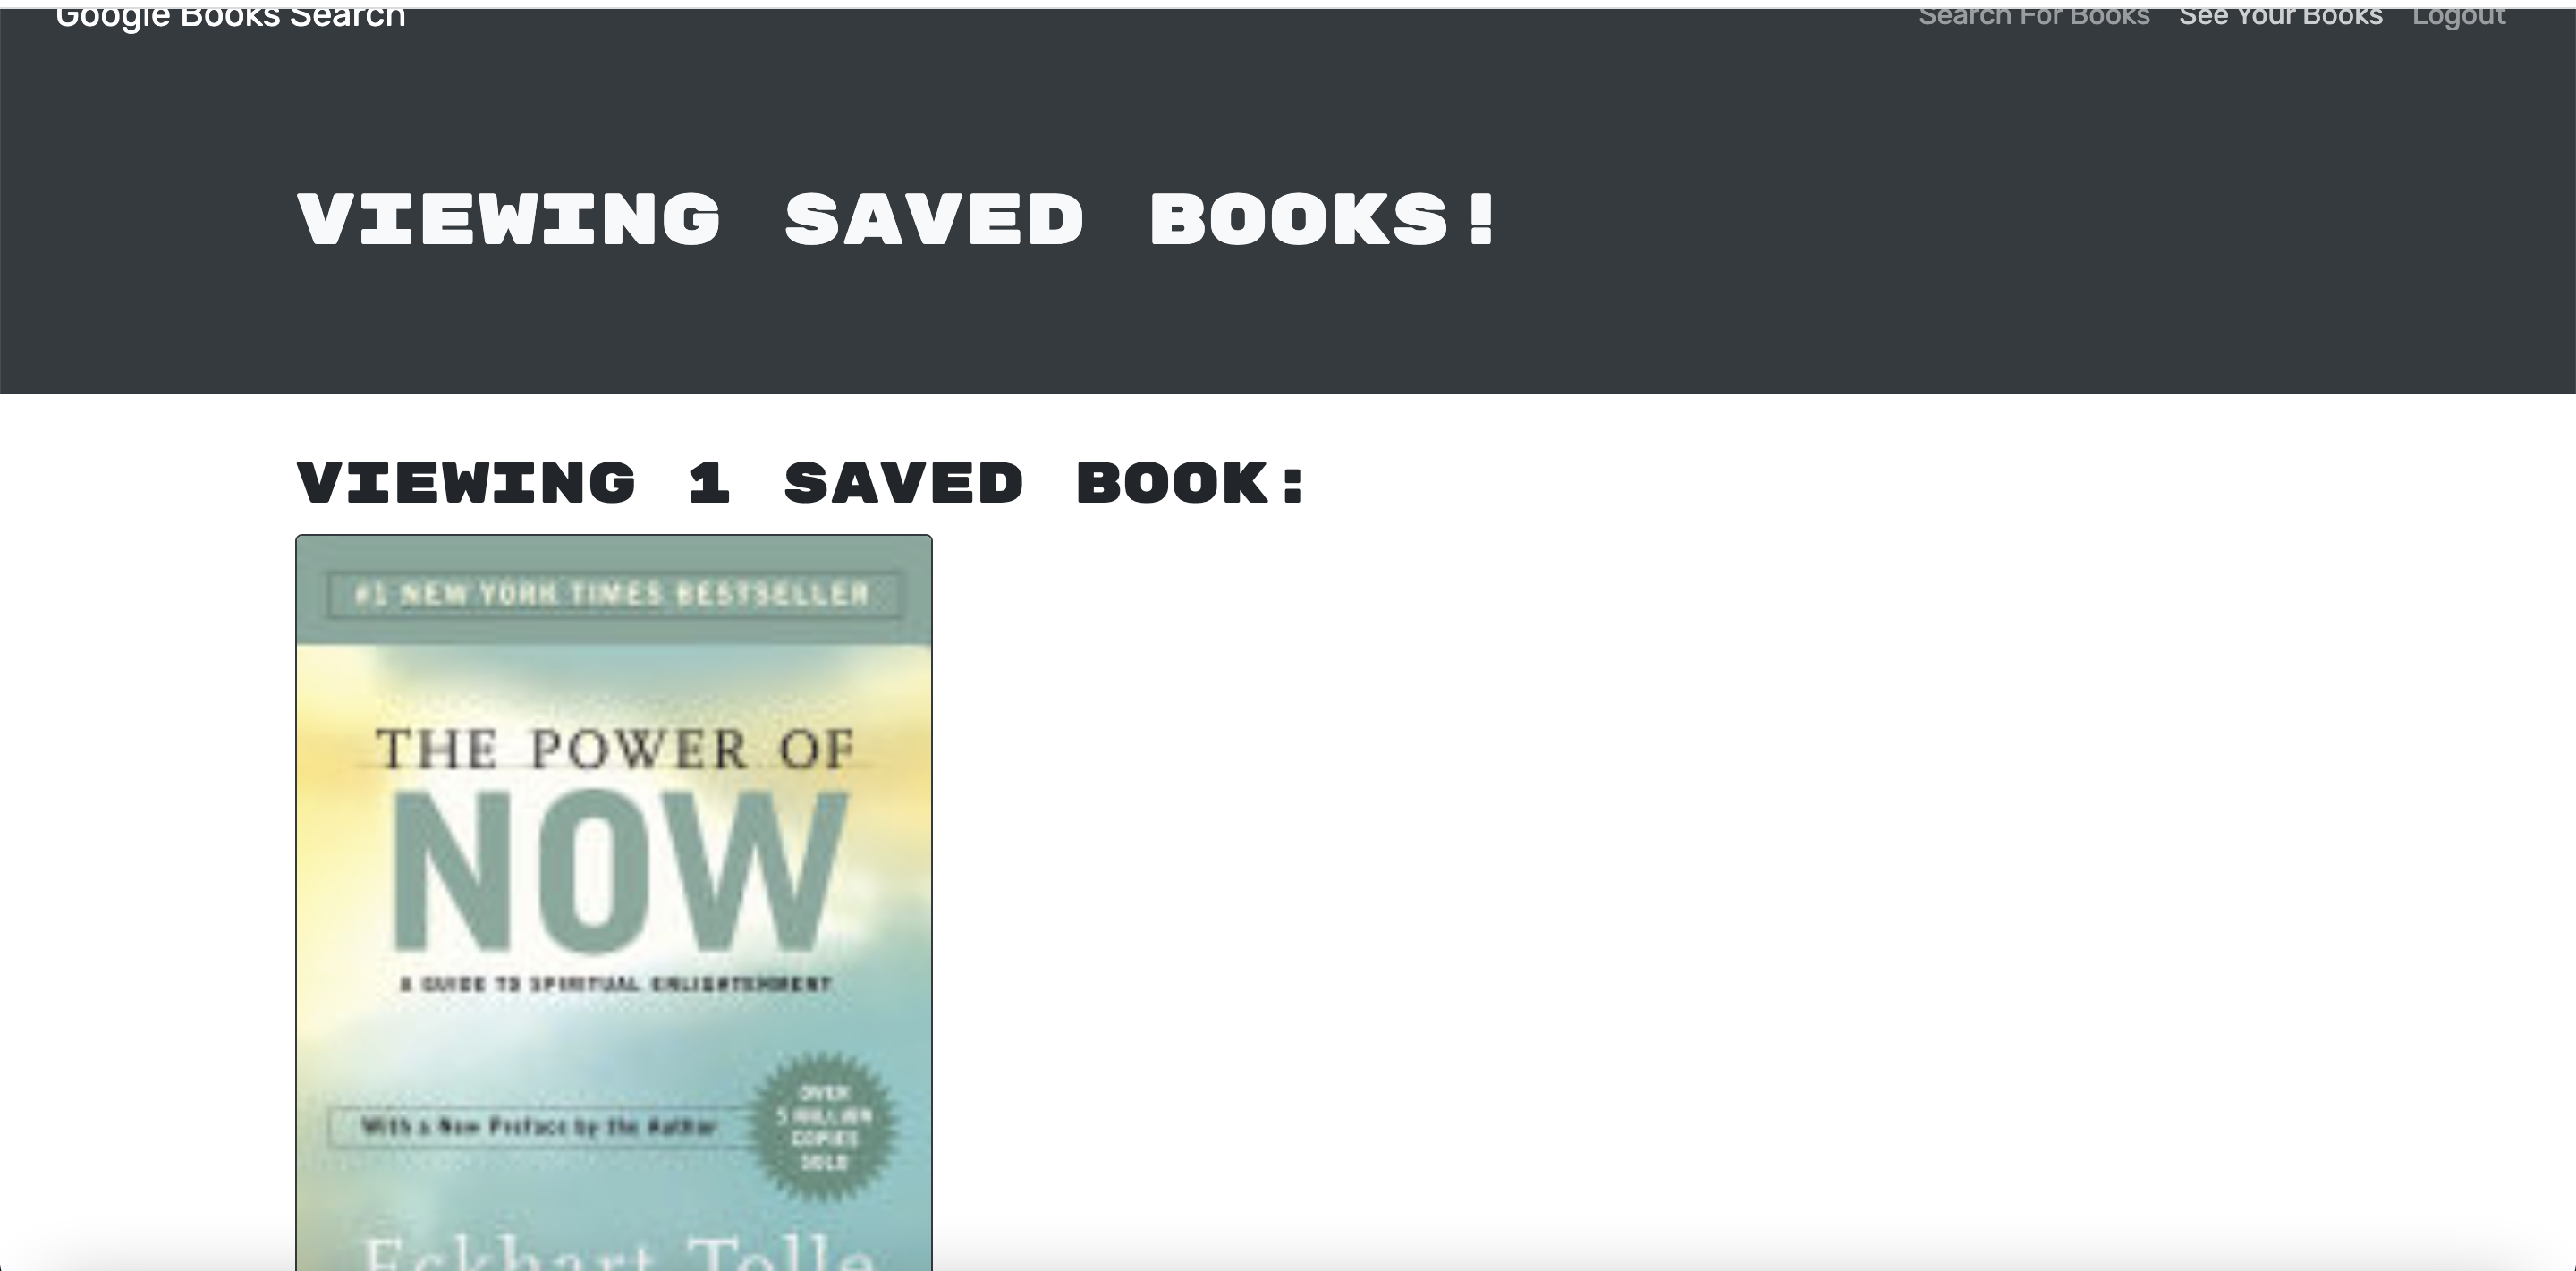 Google Books Search
Search For Books See Your Books Logout
VIEWING SAVED BOOKS!
VIEWING 1 SAVED BOOK:
#1 NEW YORK TIMES BESTSELLER
THE POWER OF
NOW
A GUIDE TO SPIRITUAL ENLIGHTENMENT
With a New Preface by the Author
OVER
5 MILLION
COPIES
SOLD
Eckhart Tolle